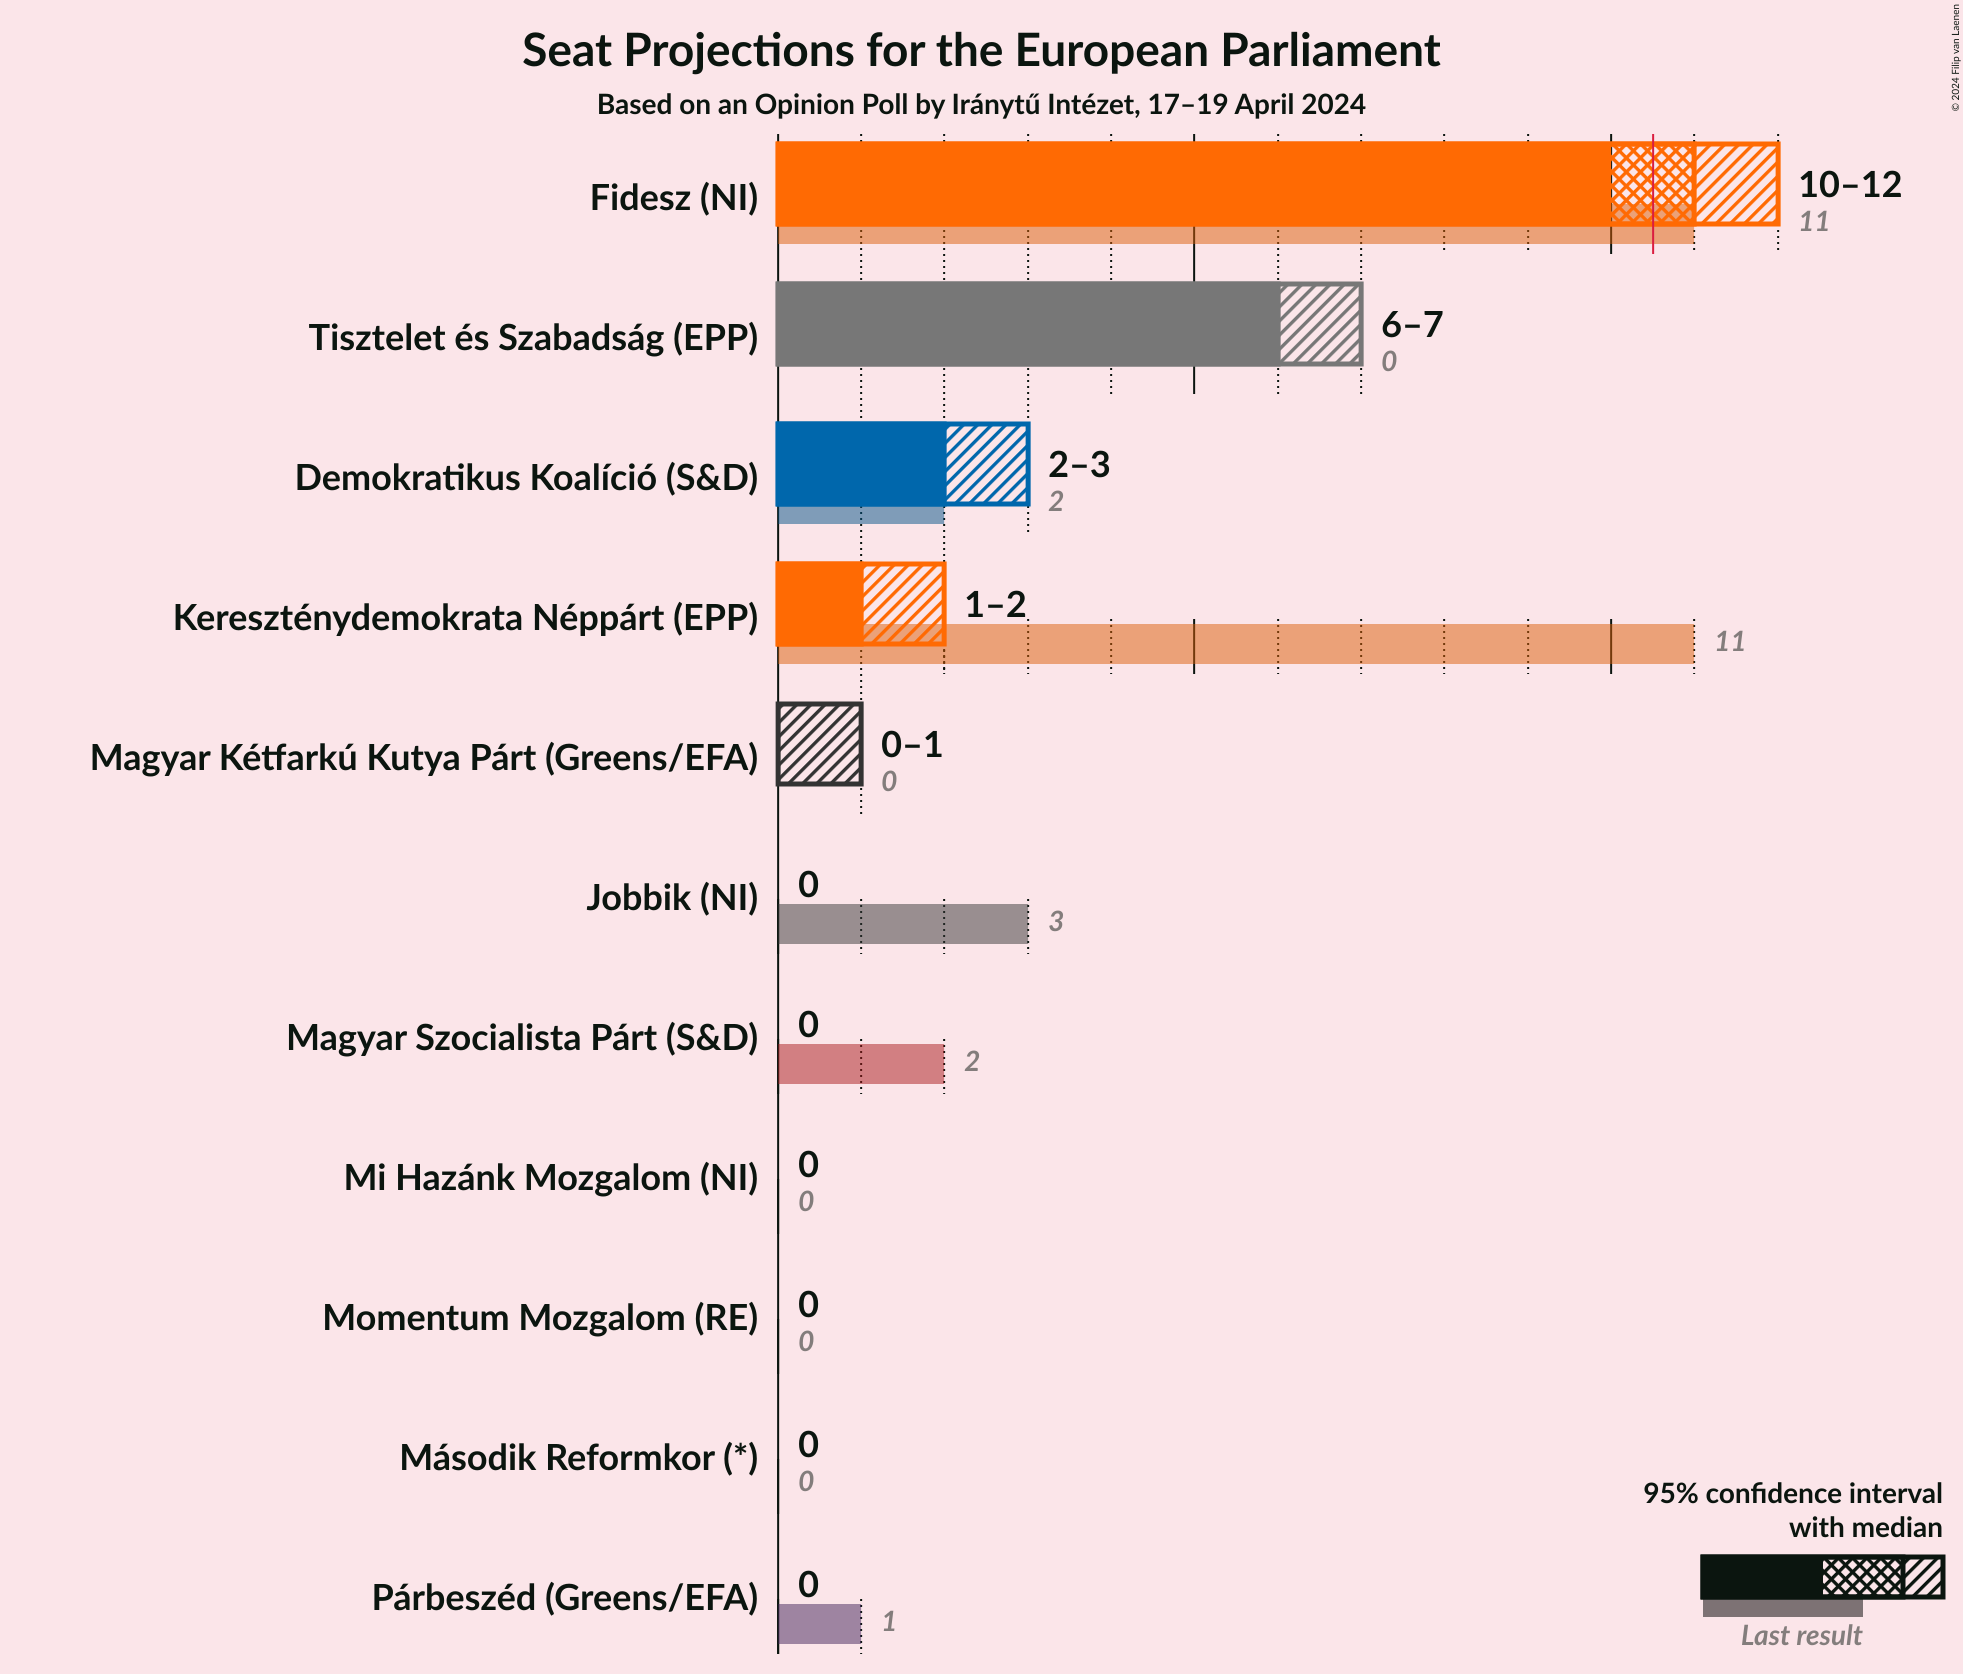 Seat Projections for the European Parliament
Based on an Opinion Poll by Iránytű Intézet, 17–19 April 2024
© 2024 Filip van Laenen
Fidesz (NI)
10–12
11
Tisztelet és Szabadság (EPP)
6–7
0
Demokratikus Koalíció (S&D)
2–3
2
Kereszténydemokrata Néppárt (EPP)
1–2
11
Magyar Kétfarkú Kutya Párt (Greens/EFA)
0–1
0
Jobbik (NI)
0
3
Magyar Szocialista Párt (S&D)
0
2
Mi Hazánk Mozgalom (NI)
0
0
Momentum Mozgalom (RE)
0
0
Második Reformkor (*)
0
0
Párbeszéd (Greens/EFA)
0
1
95% confidence interval
with median
Last result